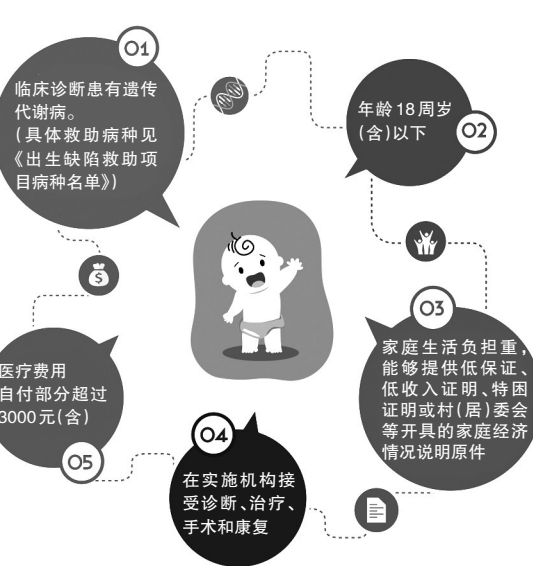 01
临床诊断患有遗传
代谢病。
(具体救助病种见
《出生缺陷救助项
目病种名单》)
年龄18周岁
(含)以下
02
03
家庭生活负担重，
能够提供低保证、
低收入证明、特困
证明或村(居)委会
等开具的家庭经济
情况说明原件
04
在实施机构接
受诊断、治疗、
手术和康复
医疗费用
自付部分超过
3000元(含)
05
$